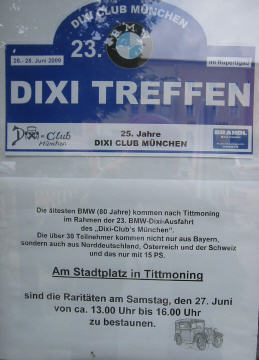 DIXI CLUB MÜNCHEN
23.
BMW
26.-28. Juni 2009
im Rupertigau
DIXI TREFFEN
Dixi-Club
München
25. Jahre
DIXI CLUB MÜNCHEN
BRANDL
Die ältesten BMW (80 Jahre) kommen nach Tittmoning
im Rahmen der 23. BMW-Dixi-Ausfahrt
des „Dixi-Club's München".
Die über 30 Teilnehmer kommen nicht nur aus Bayern,
sondern auch aus Norddeutschland, Österreich und der Schweiz
und das nur mit 15 PS.
Am Stadtplatz in Tittmoning
sind die Raritäten am Samstag, den 27. Juni
von ca. 13.00 Uhr bis 16.00 Uhr
zu bestaunen.